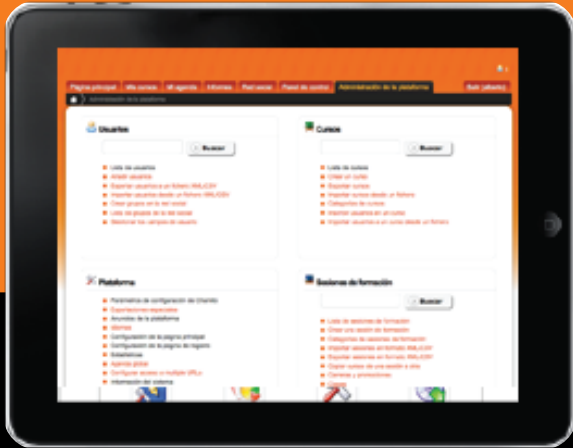 Página principal Mis cursos Mi agenda Informes Red social Panel de control Administración de la plataforma Salir
Administración de la plataforma
Usuarios
Buscar
Lista de usuarios
Añadir usuarios
Exportar usuarios a un fichero XML/CSV
Importar usuarios desde un fichero XML/CSV
Crear grupos en la red social
Lista de grupos de la red social
Gestionar los campos de usuario
Cursos
Buscar
Lista de cursos
Crear un curso
Exportar cursos
Importar cursos desde un fichero
Categorías de cursos
Importar usuarios en un curso
Importar usuarios a un curso desde un fichero
Plataforma
Parámetros de configuración de Chamilo
Exportaciones especiales
Anuncios de la plataforma
Idiomas
Configuración de la página principal
Configuración de la página de registro
Estadísticas
Agenda global
Configurar acceso a múltiple URLs
Información del sistema
Sesiones de formación
Buscar
Lista de sesiones de formación
Crear una sesión de formación
Categorías de sesiones de formación
Importar sesiones en formato XML/CSV
Exportar sesiones en formato XML/CSV
Copiar cursos de una sesión a otra
Carreras y promociones